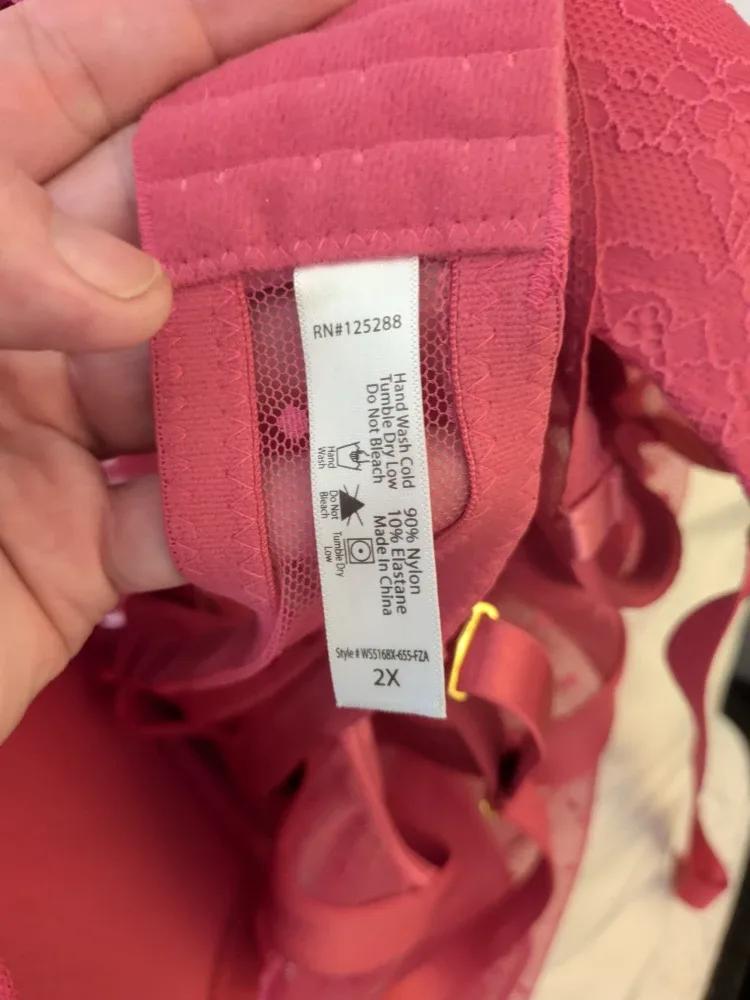 RN#125288
Hand Wash Cold
Tumble Dry Low
Do Not Bleach
90% Nylon
10% Elastane
Made In China
Hand
Wash
Do Not
Bleach
Tumble Dry
Low
Style # WS5168X-655-FZA
2X